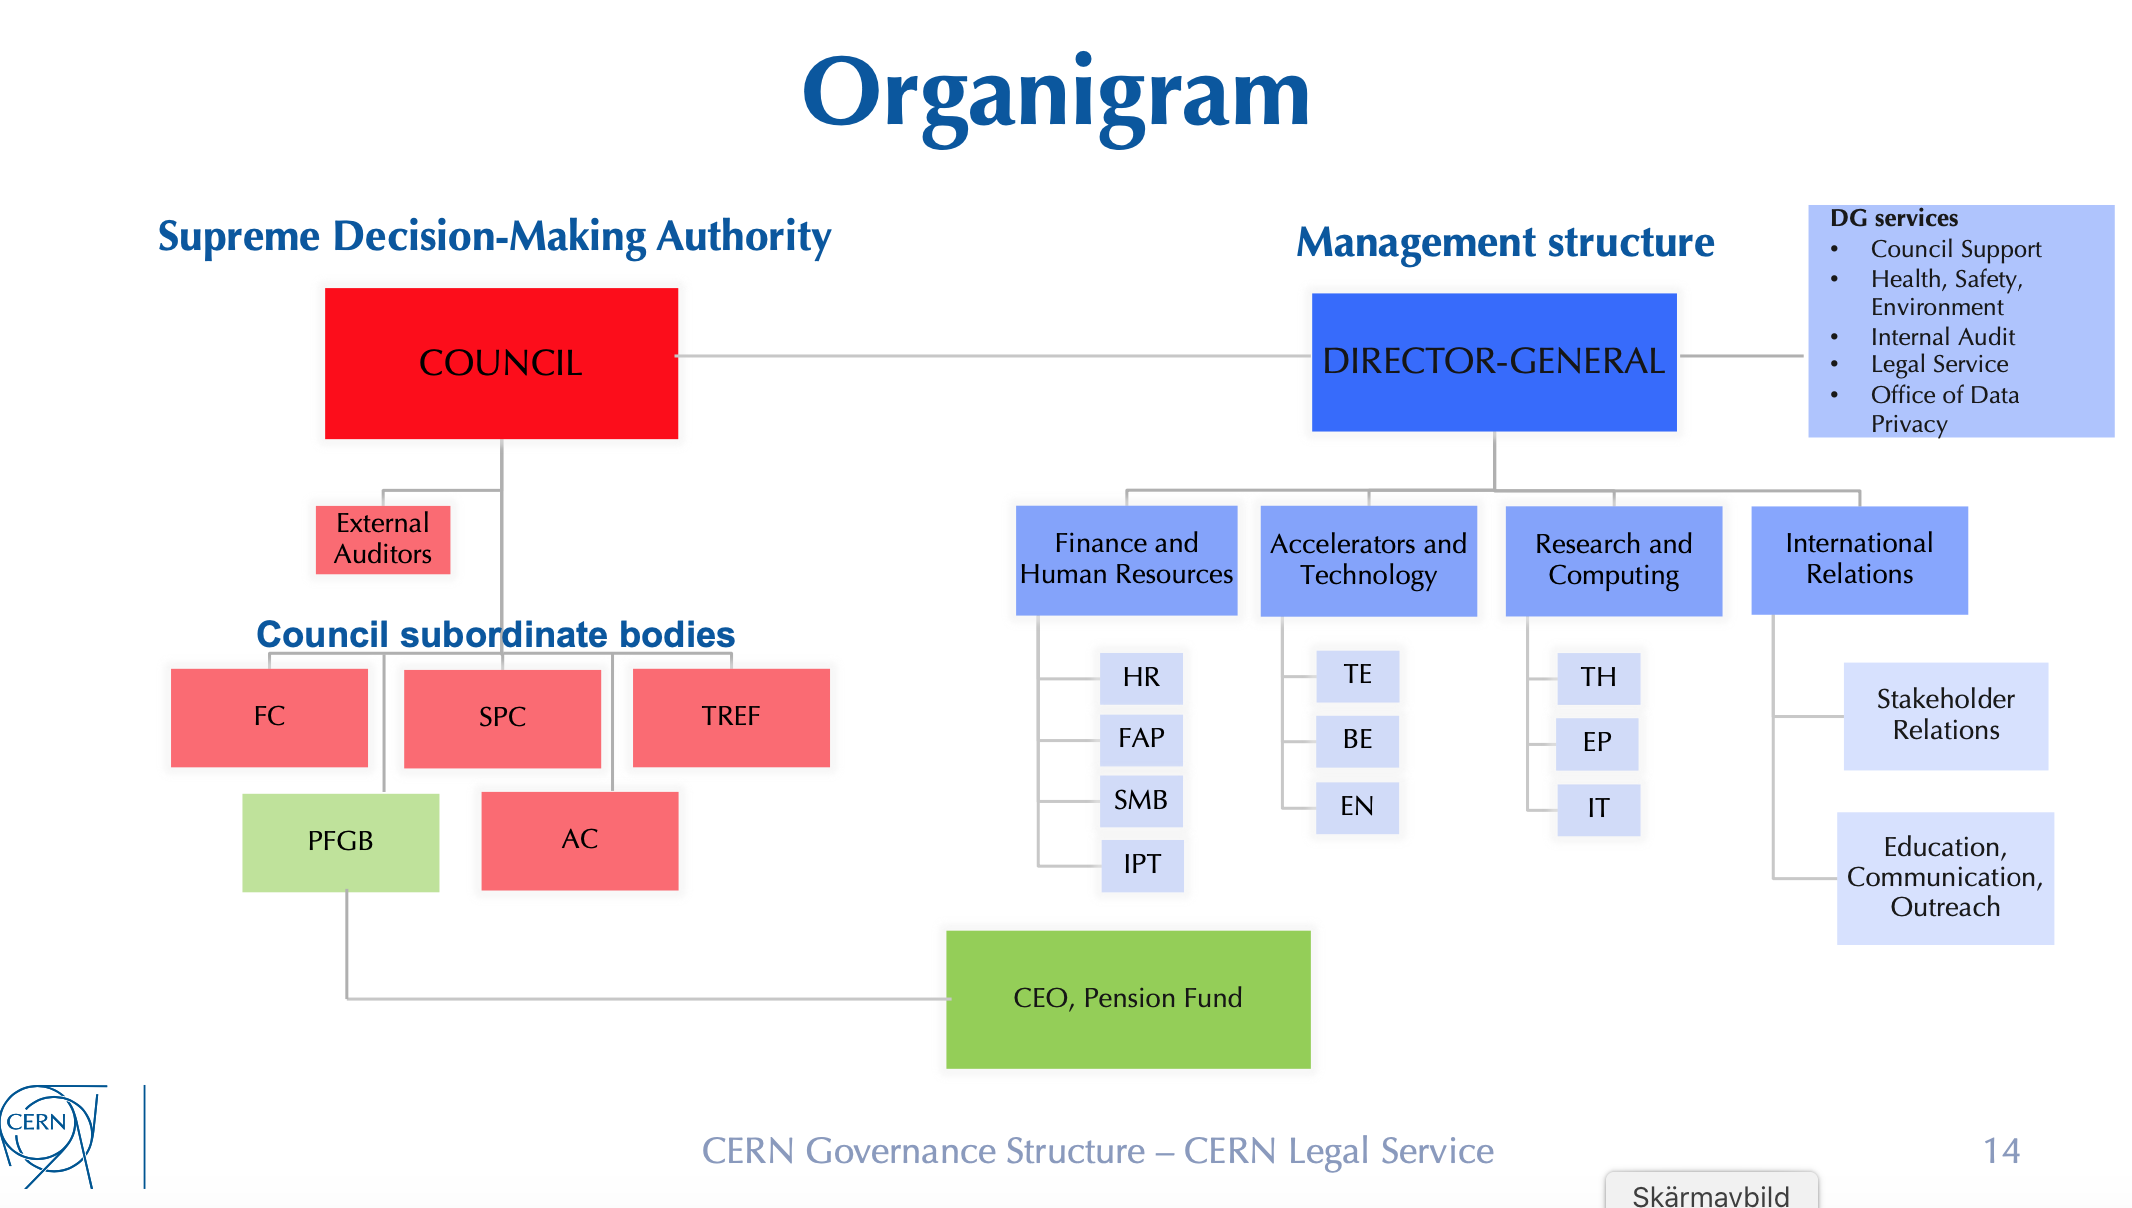 Organigram
Supreme Decision-Making Authority
Management structure
DG services
• Council Support
• Health, Safety,
Environment
• Internal Audit
• Legal Service
• Office of Data
Privacy
COUNCIL
DIRECTOR-GENERAL
External
Auditors
Council subordinate bodies
FC
SPC
TREF
PFGB
AC
Finance and
Human Resources
HR
FAP
SMB
IPT
Accelerators and
Technology
TE
BE
EN
Research and
Computing
TH
EP
IT
International
Relations
Stakeholder
Relations
Education,
Communication,
Outreach
CEO, Pension Fund
CERN
CERN Governance Structure – CERN Legal Service
14
Skärmavbild